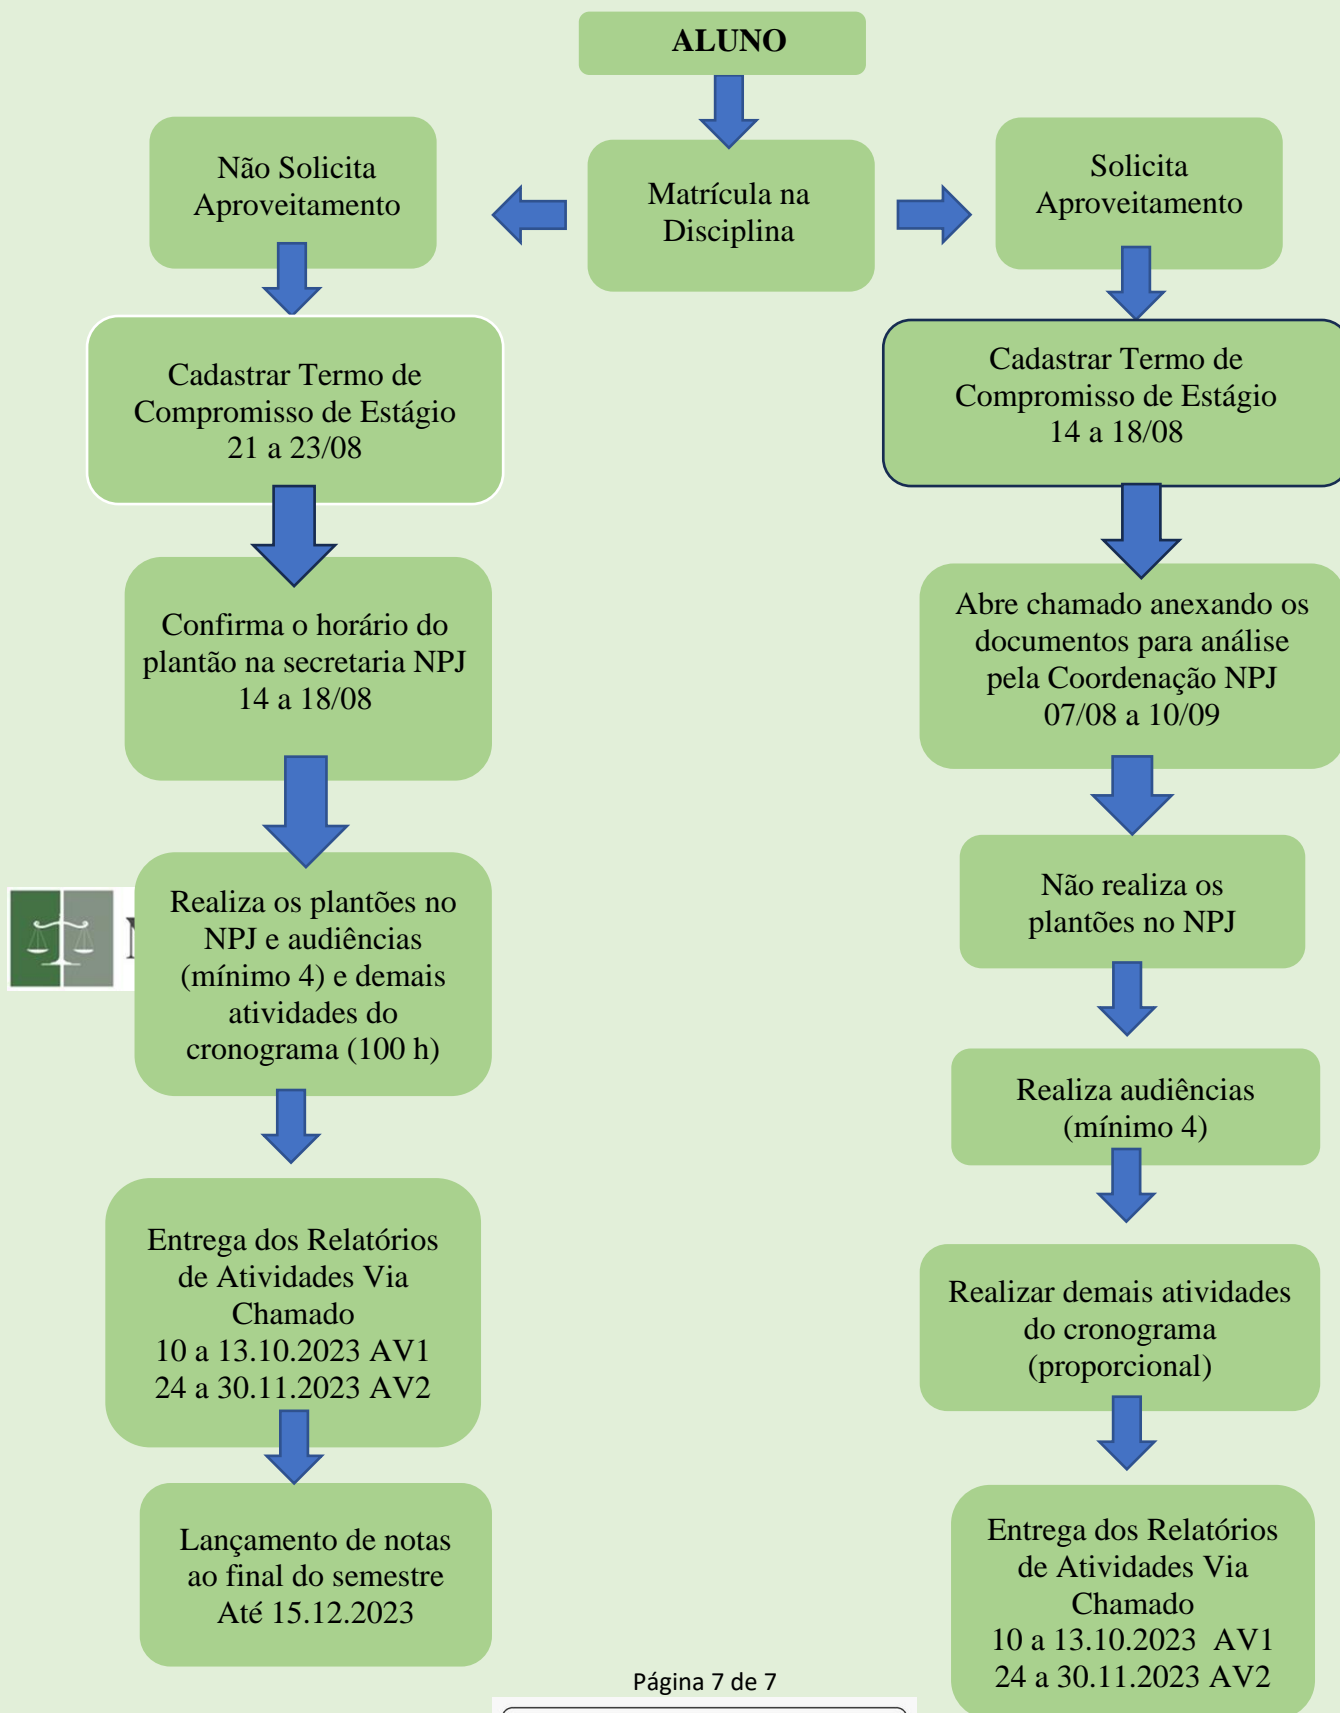 ALUNO
Matrícula na
Disciplina
Não Solicita
Aproveitamento
Cadastrar Termo de
Compromisso de Estágio
21 a 23/08
Confirma o horário do
plantão na secretaria NPJ
14 a 18/08
Realiza os plantões no
NPJ e audiências
(mínimo 4) e demais
atividades do
cronograma (100 h)
Entrega dos Relatórios
de Atividades Via
Chamado
10 a 13.10.2023 AV1
24 a 30.11.2023 AV2
Lançamento de notas
ao final do semestre
Até 15.12.2023
Solicita
Aproveitamento
Cadastrar Termo de
Compromisso de Estágio
14 a 18/08
Abre chamado anexando os
documentos para análise
pela Coordenação NPJ
07/08 a 10/09
Não realiza os
plantões no NPJ
Realiza audiências
(mínimo 4)
Realizar demais atividades
do cronograma
(proporcional)
Entrega dos Relatórios
de Atividades Via
Chamado
10 a 13.10.2023 AV1
24 a 30.11.2023 AV2
Página 7 de 7